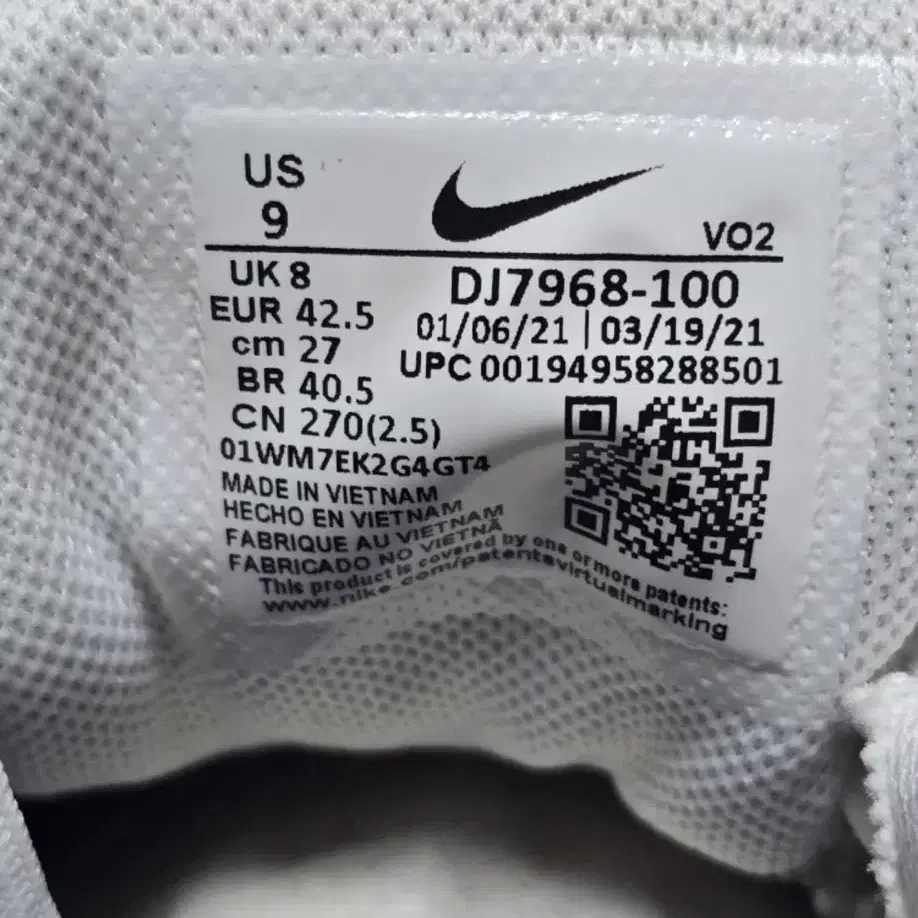 US
9
VO2
UK 8
EUR 42.5
cm 27
BR 40.5
CN 270(2.5)
DJ7968-100
01/06/21 | 03/19/21
UPC 00194958288501
01WM7EK2G4GT4
MADE IN VIETNAM
HECHO EN VIETNAM
FABRIQUE AU VIETNAM
FABRICADO NO VIETNÃ
This product is covered by one or more patents:
www.nike.com/patentsvirtualmarking